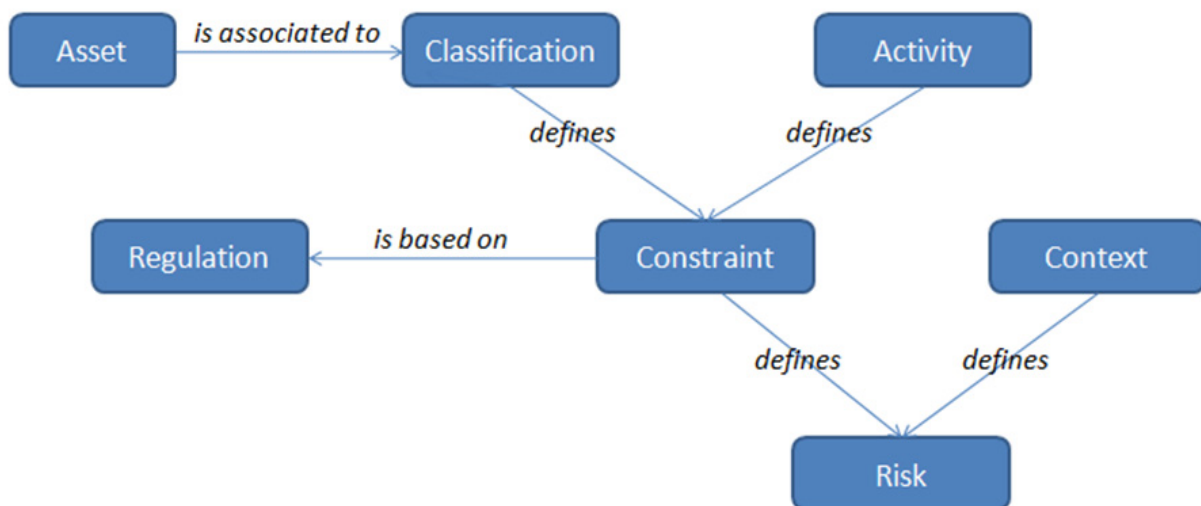 Asset
is associated to
Classification
Activity
defines
defines
Regulation
is based on
Constraint
Context
defines
defines
Risk